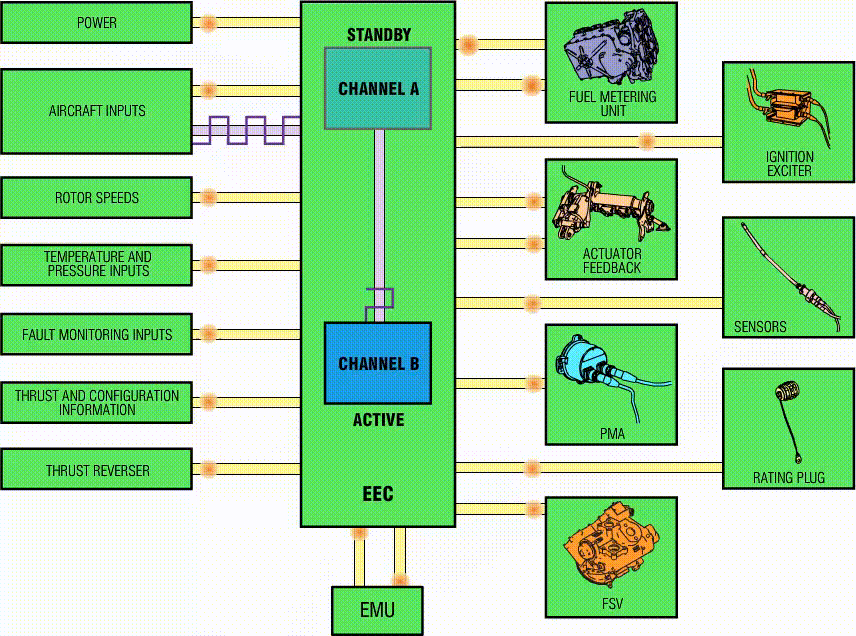 POWER
AIRCRAFT INPUTS
ROTOR SPEEDS
TEMPERATURE AND
PRESSURE INPUTS
FAULT MONITORING INPUTS
THRUST AND CONFIGURATION
INFORMATION
THRUST REVERSER
STANDBY
CHANNEL A
CHANNEL B
ACTIVE
EEC
EMU
FUEL METERING
UNIT
IGNITION
EXCITER
ACTUATOR
FEEDBACK
SENSORS
PMA
RATING PLUG
FSV